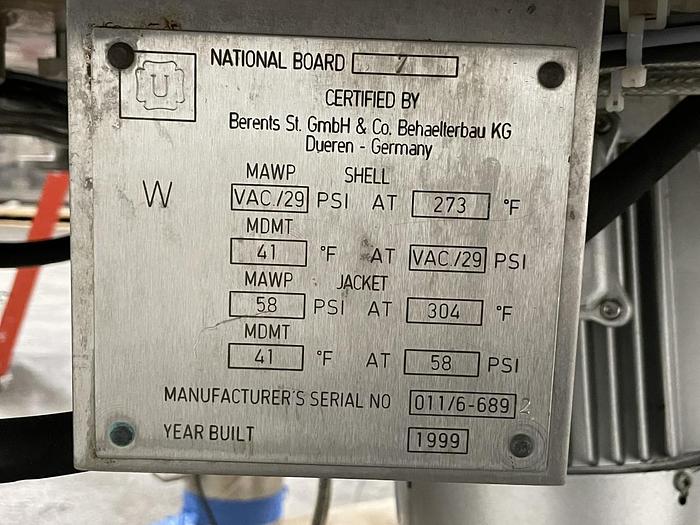 U
NATIONAL BOARD 7
CERTIFIED BY
Berents St. GmbH & Co. Behaelterbau KG
Dueren - Germany
W
MAWP SHELL
VAC./29 PSI AT 273 °F
MDMT
41 °F AT VAC./29 PSI
MAWP JACKET
58 PSI AT 304 °F
MDMT
41 °F AT 58 PSI
MANUFACTURER'S SERIAL NO 011/6-689 2
YEAR BUILT 1999